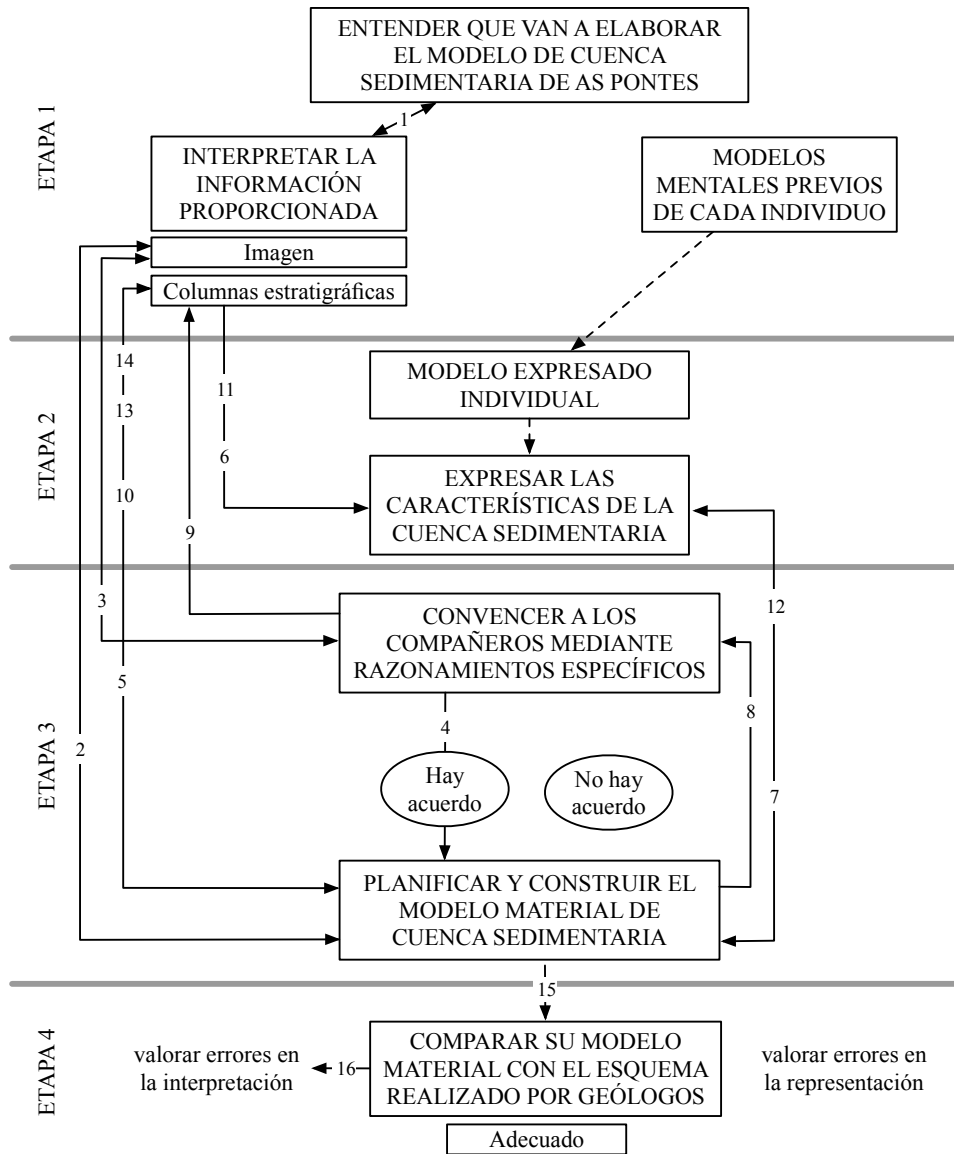 ENTENDER QUE VAN A ELABORAR
EL MODELO DE CUENCA
SEDIMENTARIA DE AS PONTES
ETAPA 1
1
INTERPRETAR LA
INFORMACIÓN
PROPORCIONADA
MODELOS
MENTALES PREVIOS
DE CADA INDIVIDUO
Imagen
Columnas estratigráficas
ETAPA 2
14
13
10
11
6
9
MODELO EXPRESADO
INDIVIDUAL
EXPRESAR LAS
CARACTERÍSTICAS DE LA
CUENCA SEDIMENTARIA
ETAPA 3
3
5
2
CONVENCER A LOS
COMPAÑEROS MEDIANTE
RAZONAMIENTOS ESPECÍFICOS
12
8
7
4
Hay
acuerdo
No hay
acuerdo
PLANIFICAR Y CONSTRUIR EL
MODELO MATERIAL DE
CUENCA SEDIMENTARIA
15
ETAPA 4
valorar errores en
la interpretación
16
COMPARAR SU MODELO
MATERIAL CON EL ESQUEMA
REALIZADO POR GEÓLOGOS
valorar errores en
la representación
Adecuado